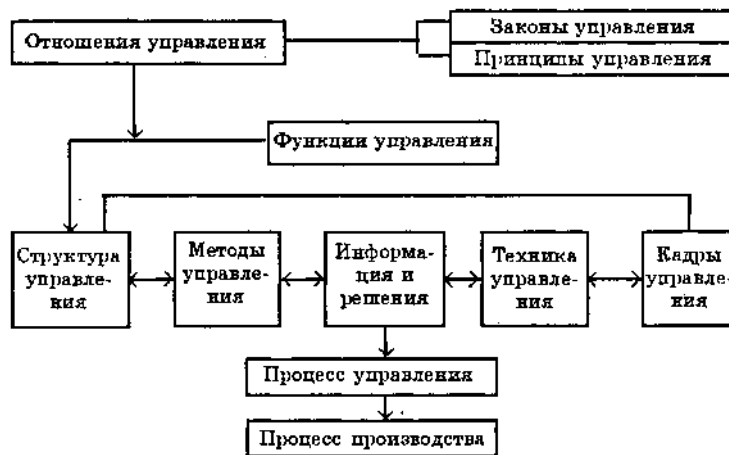 Отношения управления
Законы управления
Принципы управления
Функции управления
Структура
управле-
ния
Методы
управле-
ния
Информа-
ция и
решения
Техника
управле-
ния
Кадры
управле-
ния
Процесс управления
Процесс производства